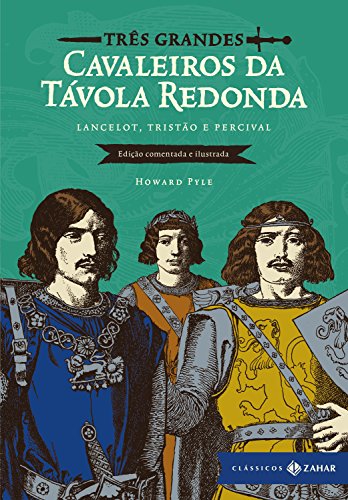 TRÊS GRANDES
CAVALEIROS DA
TÁVOLA REDONDA
LANCELOT, TRISTÃO E PERCIVAL
Edição comentada e ilustrada
HOWARD PYLE
CLÁSSICOS ZAHAR